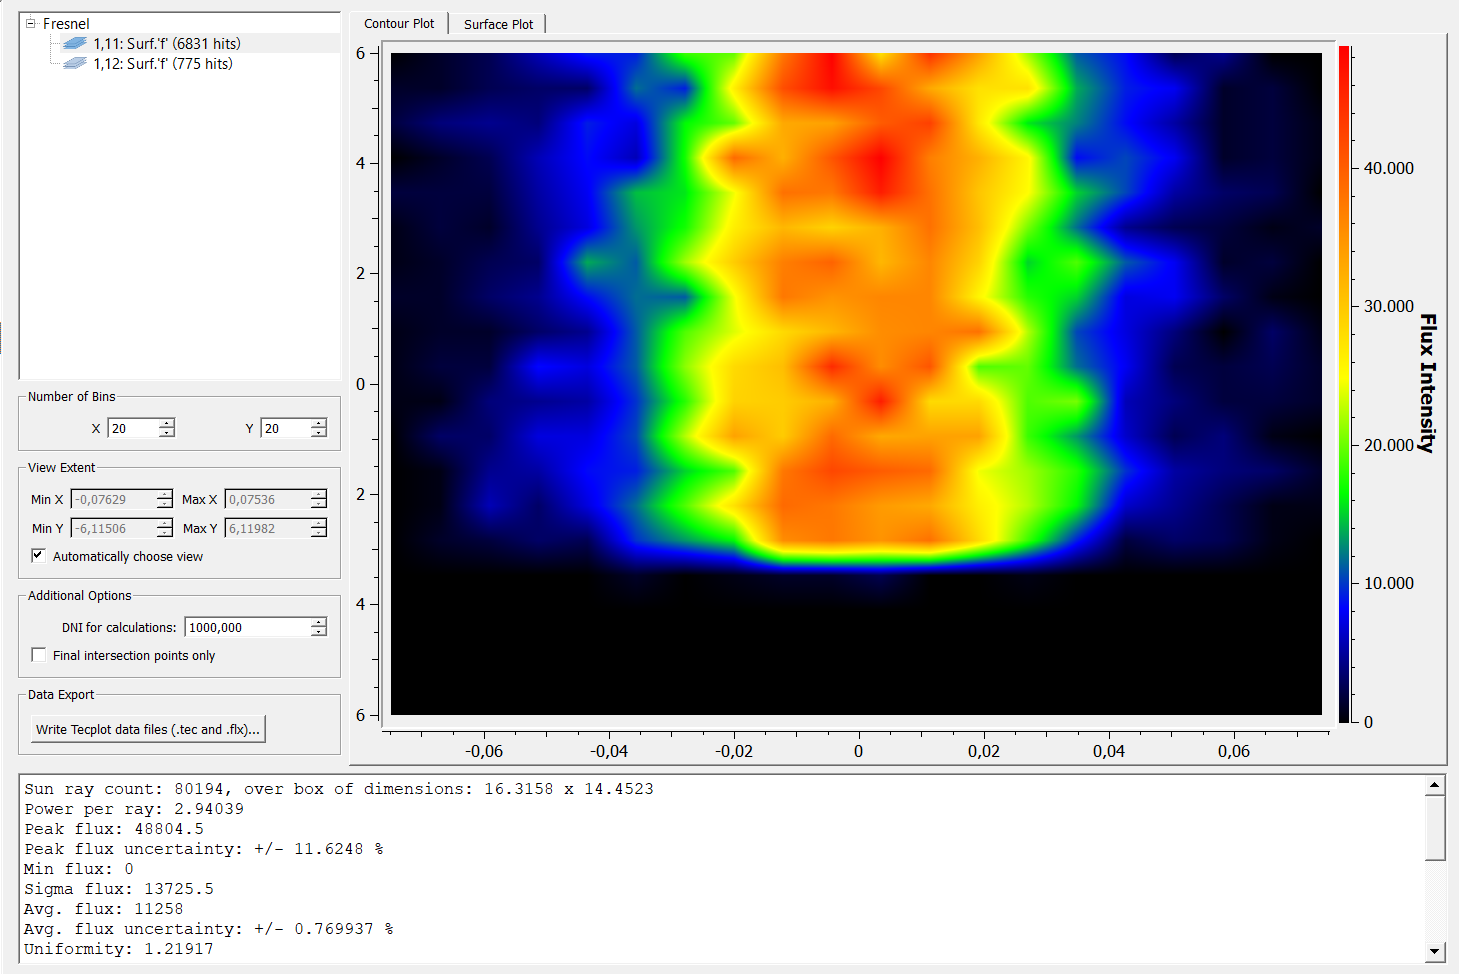 Fresnel
1,11: Surf.'f' (6831 hits)
1,12: Surf.'f' (775 hits)
Number of Bins
X 20 Y 20
View Extent
Min X -0,07629 Max X 0,07536
Min Y -6,11506 Max Y 6,11982
Automatically choose view
Additional Options
DNI for calculations: 1000,000
Final intersection points only
Data Export
Write Tecplot data files (.tec and .flx)...
Contour Plot Surface Plot
6
4
2
0
2
4
6
-0,06 -0,04 -0,02 0 0,02 0,04 0,06
40.000
30.000
20.000
10.000
0
Flux Intensity
Sun ray count: 80194, over box of dimensions: 16.3158 x 14.4523
Power per ray: 2.94039
Peak flux: 48804.5
Peak flux uncertainty: +/- 11.6248 %
Min flux: 0
Sigma flux: 13725.5
Avg. flux: 11258
Avg. flux uncertainty: +/- 0.769937 %
Uniformity: 1.21917